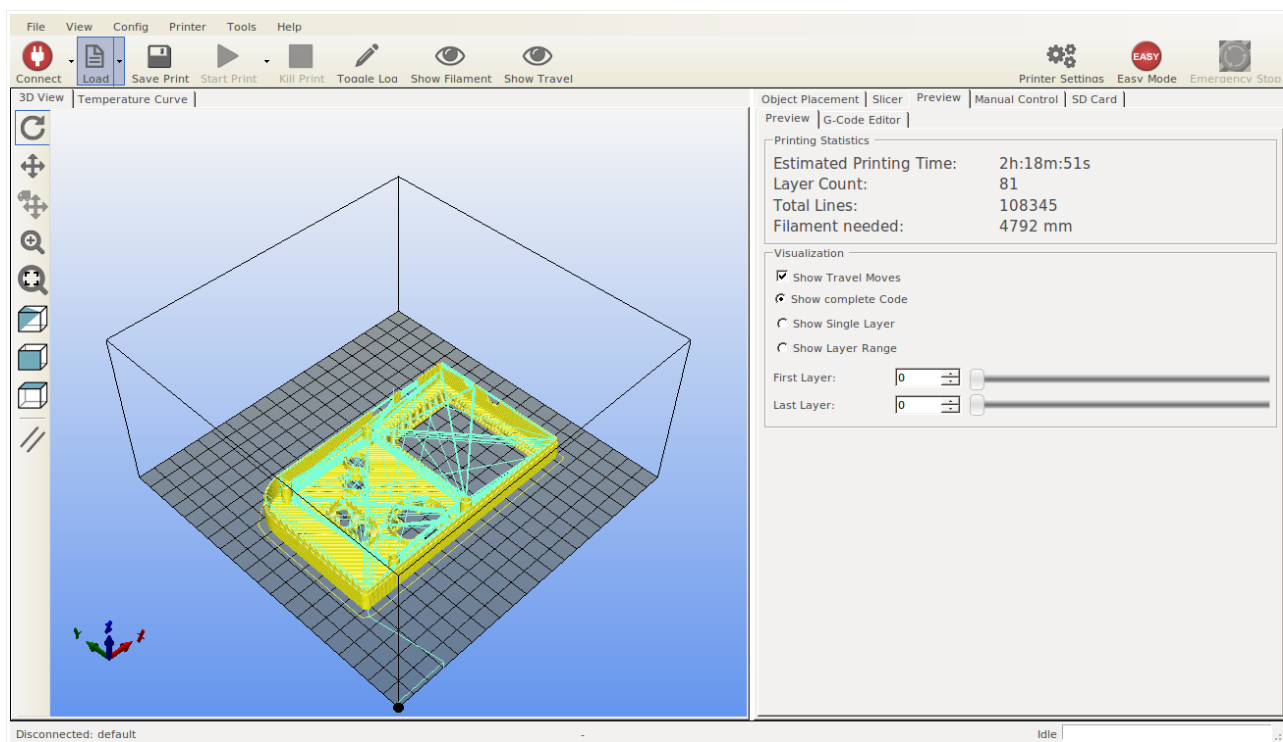 File View Config Printer Tools Help
Connect Load Save Print Start Print Kill Print Toggle Log Show Filament Show Travel Printer Settings Easy Mode Emergency Stop
EASY
3D View Temperature Curve
Object Placement Slicer Preview Manual Control SD Card
Preview G-Code Editor
Printing Statistics
Estimated Printing Time: 2h:18m:51s
Layer Count: 81
Total Lines: 108345
Filament needed: 4792 mm
Visualization
Show Travel Moves
Show complete Code
Show Single Layer
Show Layer Range
First Layer: 0
Last Layer: 0
Y Z X
Disconnected: default - Idle